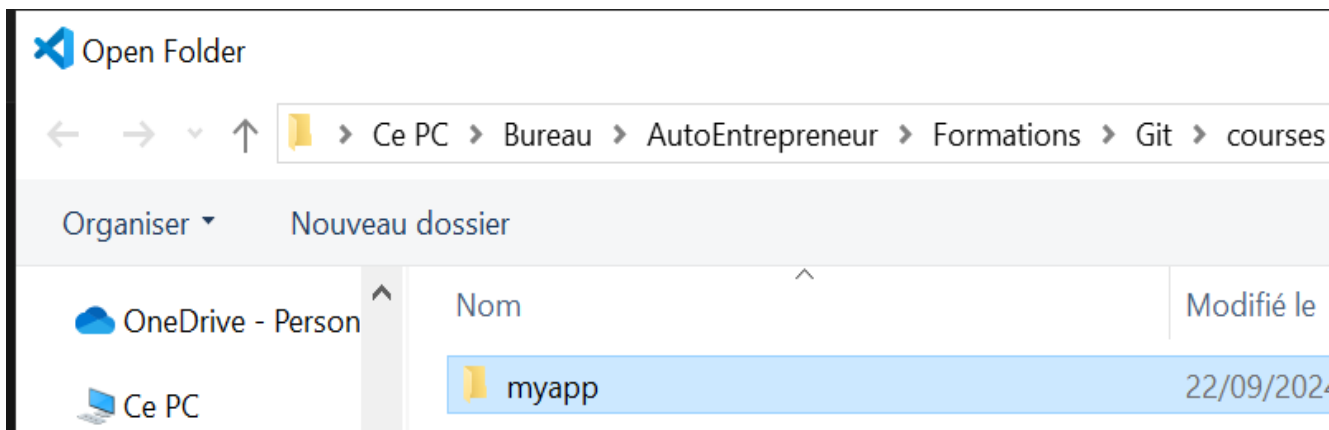 Open Folder
Ce PC > Bureau > AutoEntrepreneur > Formations > Git > courses
Organiser Nouveau dossier
Nom Modifié le
OneDrive - Person
myapp 22/09/2024
Ce PC